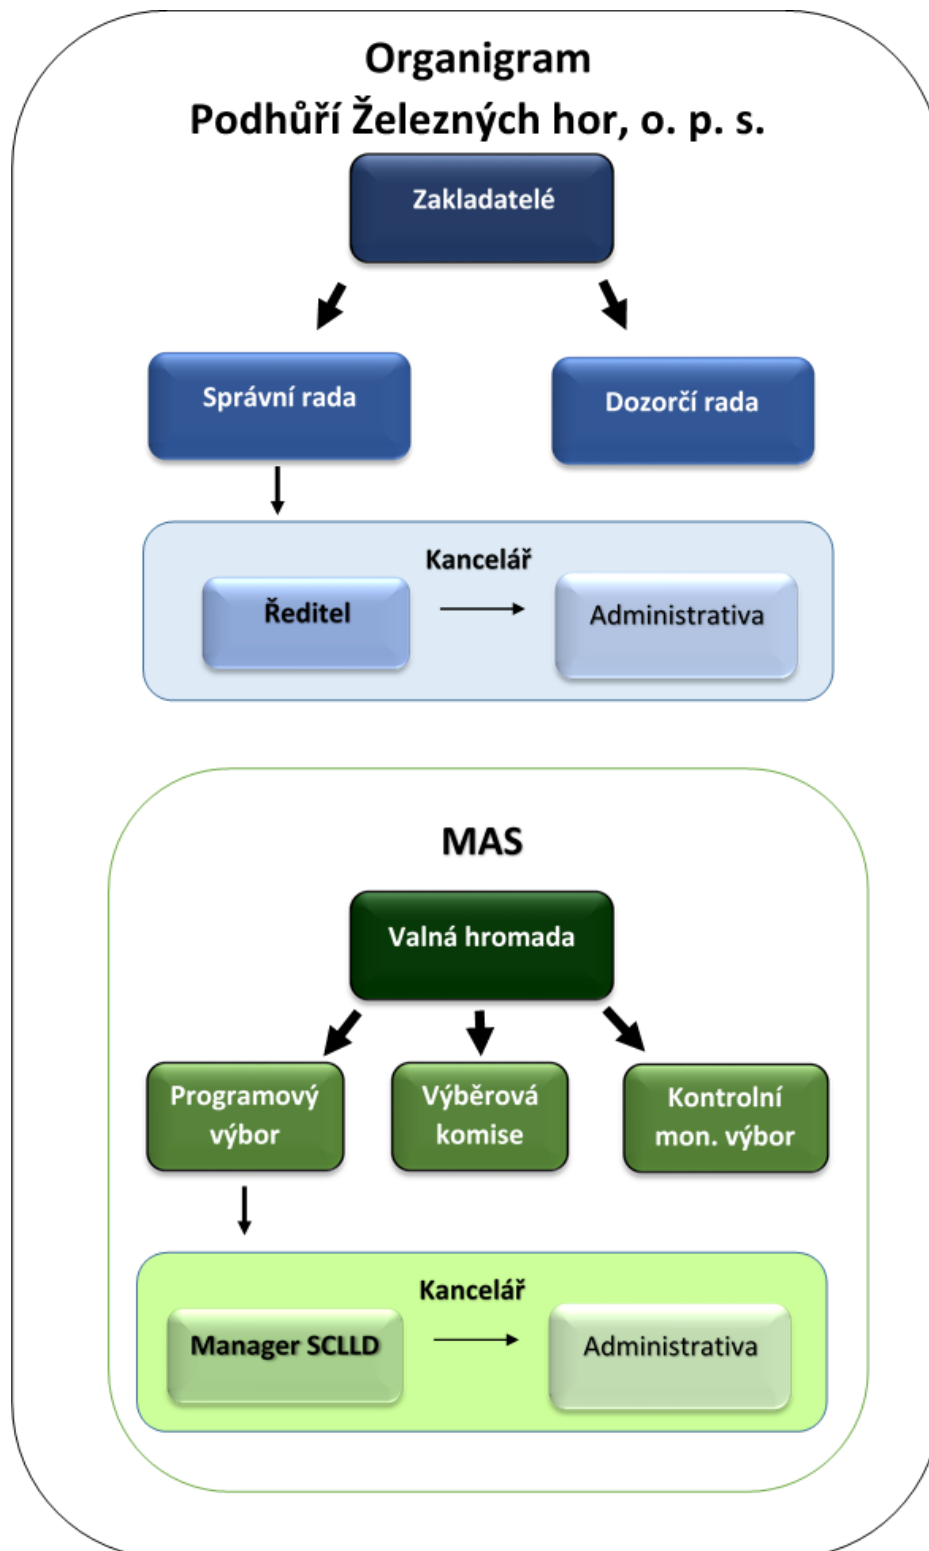 Organigram
Podhůří Železných hor, o. p. s.
Zakladatelé
Správní rada
Dozorčí rada
Kancelář
Ředitel
Administrativa
MAS
Valná hromada
Programový
výbor
Výběrová
komise
Kontrolní
mon. výbor
Kancelář
Manager SCLLD
Administrativa